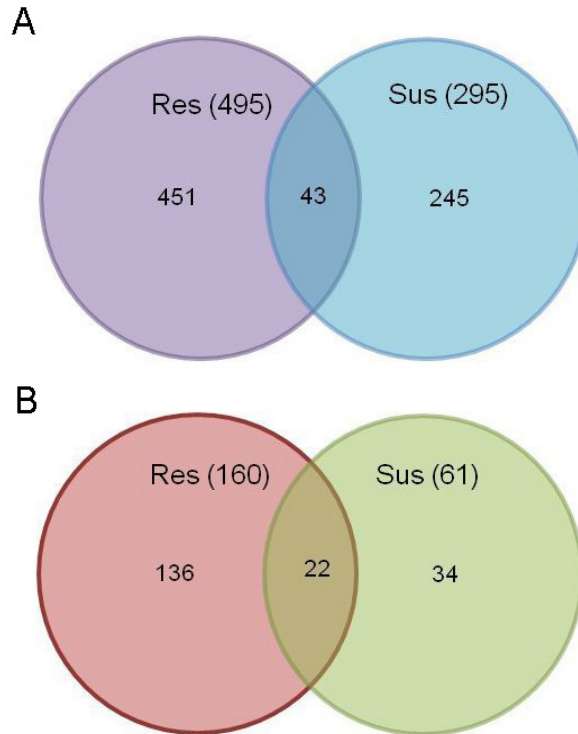 A
Res (495)
Sus (295)
451
43
245
B
Res (160)
Sus (61)
136
22
34